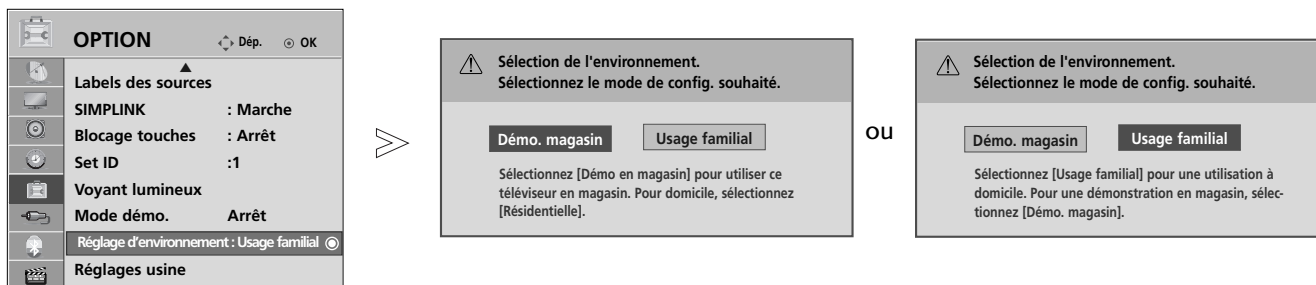 OPTION
Dép. OK
Labels des sources
SIMPLINK : Marche
Blocage touches : Arrêt
Set ID :1
Voyant lumineux
Mode démo. Arrêt
Réglage d'environnement : Usage familial
Réglages usine
Sélection de l'environnement.
Sélectionnez le mode de config. souhaité.
Démo. magasin Usage familial
Sélectionnez [Démo en magasin] pour utiliser ce
téléviseur en magasin. Pour domicile, sélectionnez
[Résidentielle].
ou
Sélection de l'environnement.
Sélectionnez le mode de config. souhaité.
Démo. magasin Usage familial
Sélectionnez [Usage familial] pour une utilisation à
domicile. Pour une démonstration en magasin, sélec-
tionnez [Démo. magasin].